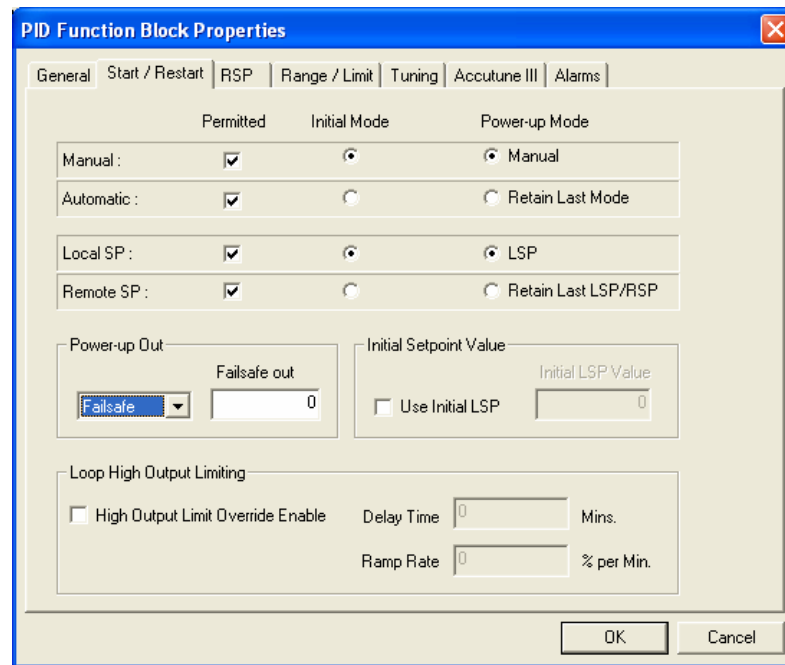 PID Function Block Properties
General Start / Restart RSP Range / Limit Tuning Accutune III Alarms
Permitted Initial Mode Power-up Mode
Manual : Manual
Automatic : Retain Last Mode
Local SP : LSP
Remote SP : Retain Last LSP/RSP
Power-up Out Initial Setpoint Value
Failsafe out Initial LSP Value
Failsafe 0 Use Initial LSP 0
Loop High Output Limiting
High Output Limit Override Enable Delay Time 0 Mins.
Ramp Rate 0 % per Min.
OK Cancel